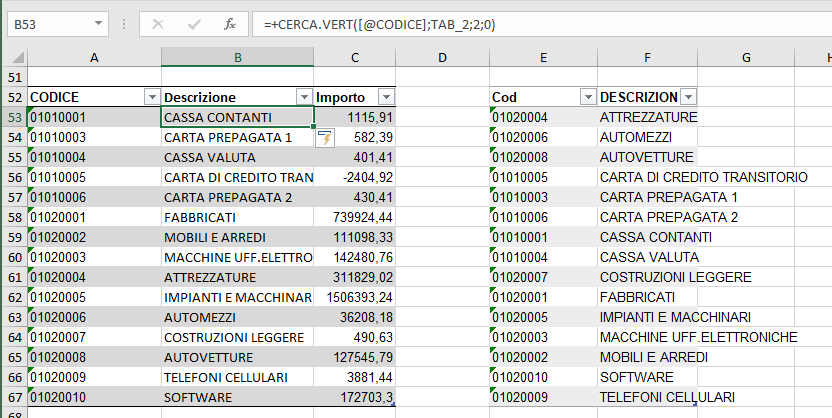 B53 fx =+CERCA.VERT([@CODICE];TAB_2;2;0)
A B C D E F G H
51
52 CODICE Descrizione Importo Cod DESCRIZION
53 01010001 CASSA CONTANTI 1115,91 01020004 ATTREZZATURE
54 01010003 CARTA PREPAGATA 1 582,39 01020006 AUTOMEZZI
55 01010004 CASSA VALUTA 401,41 01020008 AUTOVETTURE
56 01010005 CARTA DI CREDITO TRAN -2404,92 01010005 CARTA DI CREDITO TRANSITORIO
57 01010006 CARTA PREPAGATA 2 430,41 01010003 CARTA PREPAGATA 1
58 01020001 FABBRICATI 739924,44 01010006 CARTA PREPAGATA 2
59 01020002 MOBILI E ARREDI 111098,33 01010001 CASSA CONTANTI
60 01020003 MACCHINE UFF.ELETTRO 142480,76 01010004 CASSA VALUTA
61 01020004 ATTREZZATURE 311829,02 01020007 COSTRUZIONI LEGGERE
62 01020005 IMPIANTI E MACCHINAR 1506393,24 01020001 FABBRICATI
63 01020006 AUTOMEZZI 36208,18 01020005 IMPIANTI E MACCHINARI
64 01020007 COSTRUZIONI LEGGERE 490,63 01020003 MACCHINE UFF.ELETTRONICHE
65 01020008 AUTOVETTURE 127545,79 01020002 MOBILI E ARREDI
66 01020009 TELEFONI CELLULARI 3881,44 01020010 SOFTWARE
67 01020010 SOFTWARE 172703,3 01020009 TELEFONI CELLULARI
68